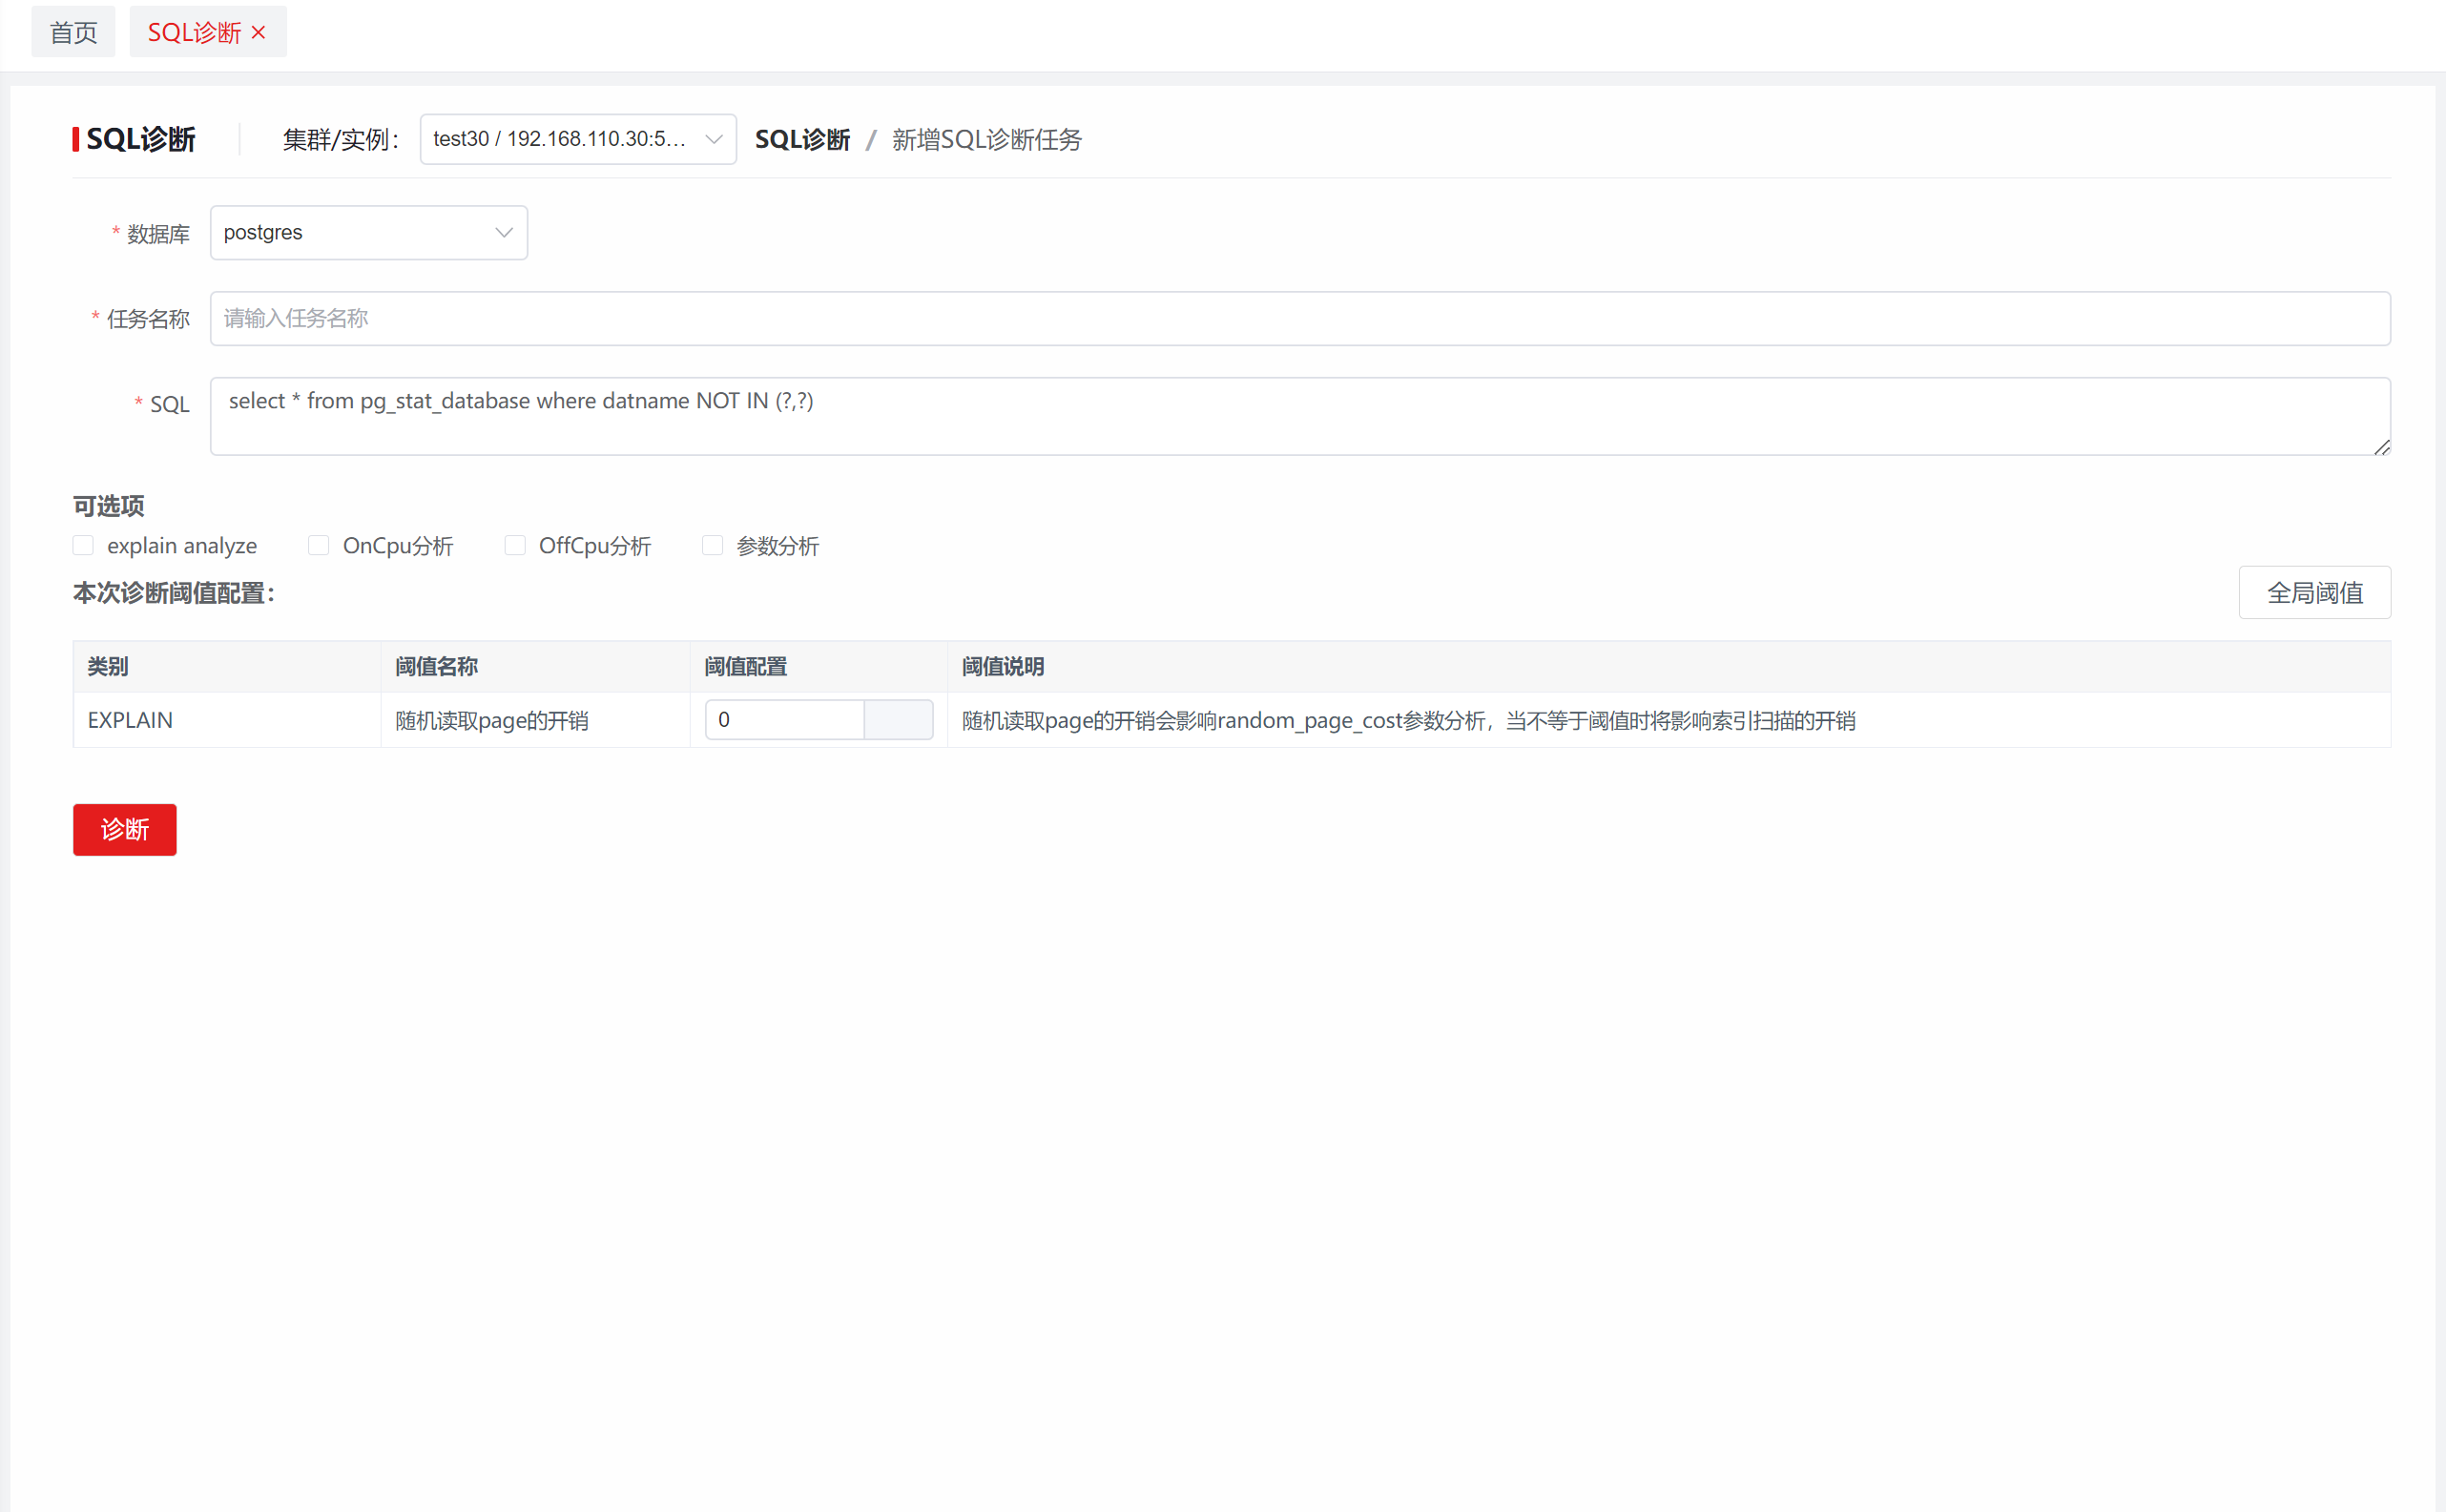 首页 SQL诊断 ×
SQL诊断 集群/实例： test30 / 192.168.110.30:5... SQL诊断 / 新增SQL诊断任务
* 数据库 postgres
* 任务名称 请输入任务名称
* SQL select * from pg_stat_database where datname NOT IN (?,?)
可选项
explain analyze OnCpu分析 OffCpu分析 参数分析
本次诊断阈值配置： 全局阈值
类别 阈值名称 阈值配置 阈值说明
EXPLAIN 随机读取page的开销 0 随机读取page的开销会影响random_page_cost参数分析，当不等于阈值时将影响索引扫描的开销
诊断